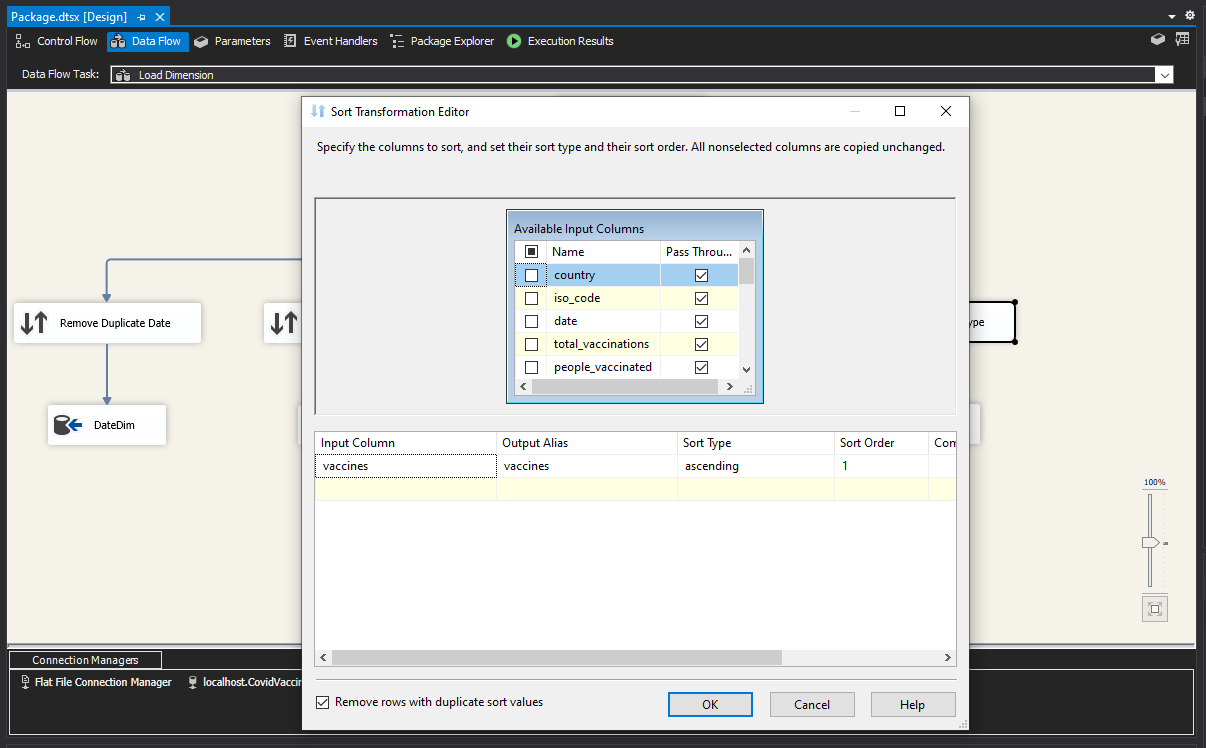 Package.dtsx [Design]
Control Flow Data Flow Parameters Event Handlers Package Explorer Execution Results
Data Flow Task: Load Dimension
Sort Transformation Editor
Specify the columns to sort, and set their sort type and their sort order. All nonselected columns are copied unchanged.
Available Input Columns
Name Pass Throu...
country
iso_code
date
total_vaccinations
people_vaccinated
Remove Duplicate Date
ype
DateDim
Input Column Output Alias Sort Type Sort Order Con
vaccines vaccines ascending 1
100%
Remove rows with duplicate sort values
OK Cancel Help
Connection Managers
Flat File Connection Manager localhost.CovidVaccin